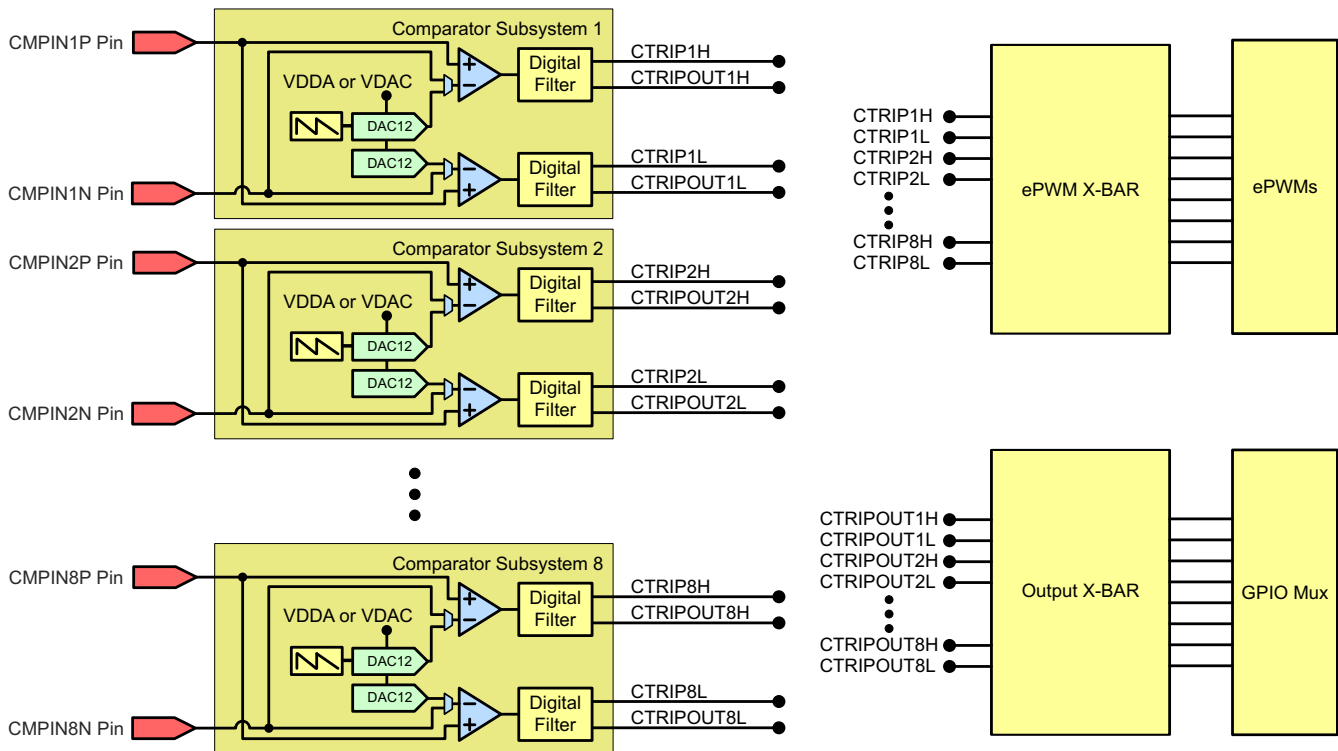 Comparator Subsystem 1
CMPIN1P Pin
VDDA or VDAC
DAC12
DAC12
+
−
−
+
Digital
Filter
Digital
Filter
CTRIP1H
CTRIPOUT1H
CTRIP1L
CTRIPOUT1L
CMPIN1N Pin
Comparator Subsystem 2
CMPIN2P Pin
VDDA or VDAC
DAC12
DAC12
+
−
−
+
Digital
Filter
Digital
Filter
CTRIP2H
CTRIPOUT2H
CTRIP2L
CTRIPOUT2L
CMPIN2N Pin
Comparator Subsystem 8
CMPIN8P Pin
VDDA or VDAC
DAC12
DAC12
+
−
−
+
Digital
Filter
Digital
Filter
CTRIP8H
CTRIPOUT8H
CTRIP8L
CTRIPOUT8L
CMPIN8N Pin
CTRIP1H
CTRIP1L
CTRIP2H
CTRIP2L
CTRIP8H
CTRIP8L
ePWM X-BAR
ePWMs
CTRIPOUT1H
CTRIPOUT1L
CTRIPOUT2H
CTRIPOUT2L
CTRIPOUT8H
CTRIPOUT8L
Output X-BAR
GPIO Mux